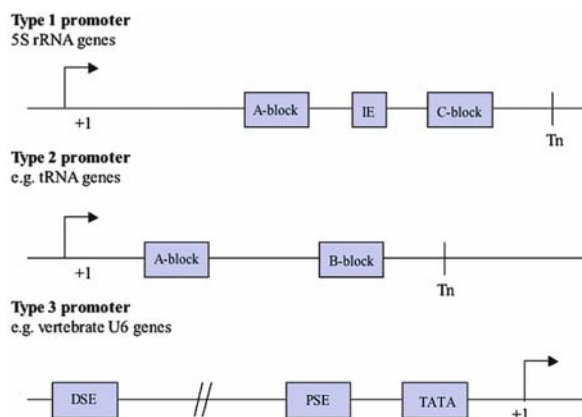 Type 1 promoter
5S rRNA genes
A-block IE C-block
+1
Tn
Type 2 promoter
e.g. tRNA genes
A-block B-block
+1
Tn
Type 3 promoter
e.g. vertebrate U6 genes
DSE PSE TATA
+1